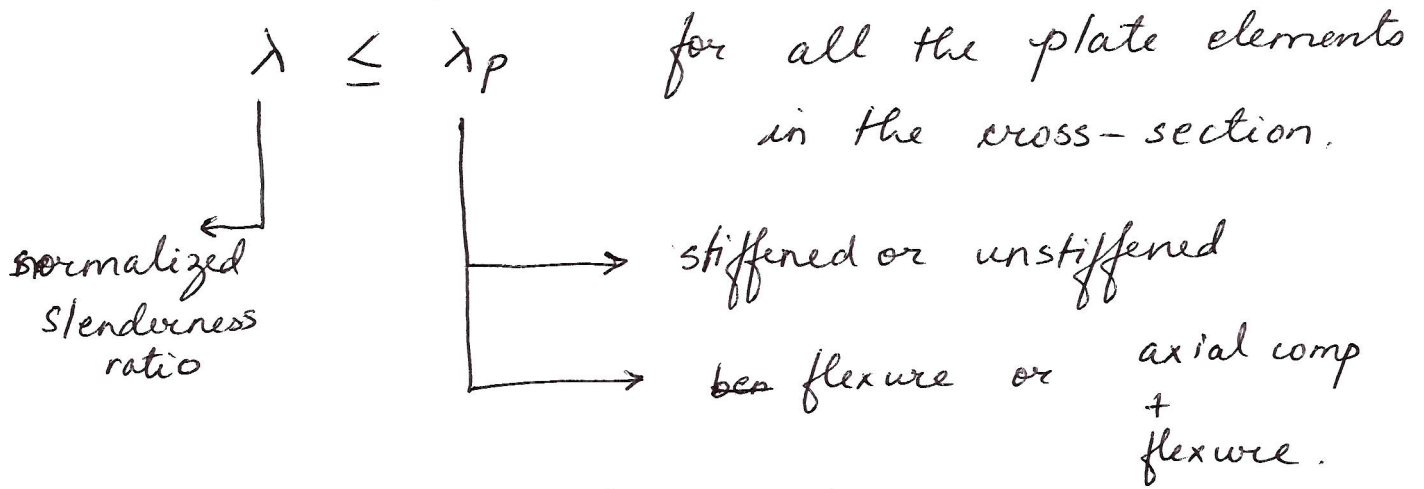 λ ≤ λp for all the plate elements
in the cross-section.
normalized
slenderness
ratio
stiffened or unstiffened
flexure or axial comp
+
flexure.